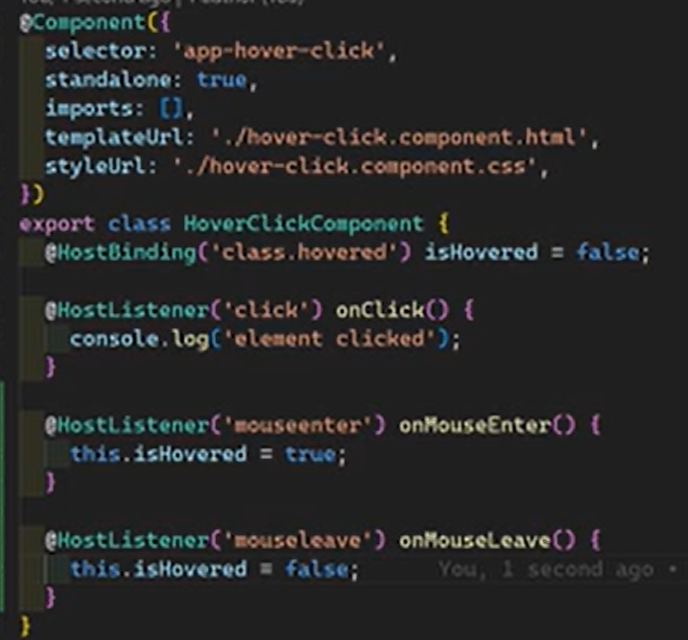 @Component({
selector: 'app-hover-click',
standalone: true,
imports: [],
templateUrl: './hover-click.component.html',
styleUrl: './hover-click.component.css',
})
export class HoverClickComponent {
@HostBinding('class.hovered') isHovered = false;
@HostListener('click') onClick() {
console.log('element clicked');
}
@HostListener('mouseenter') onMouseEnter() {
this.isHovered = true;
}
@HostListener('mouseleave') onMouseLeave() {
this.isHovered = false; You, 1 second ago •
}
}